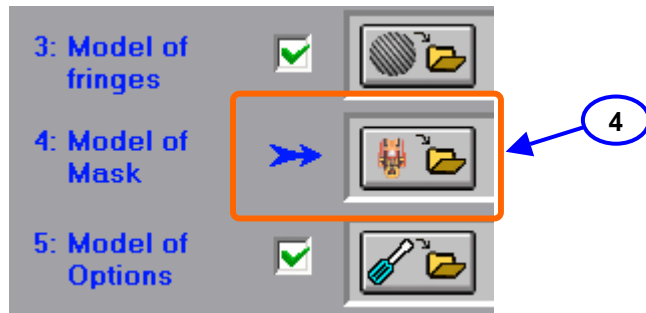 3: Model of
fringes
4: Model of
Mask
4
5: Model of
Options